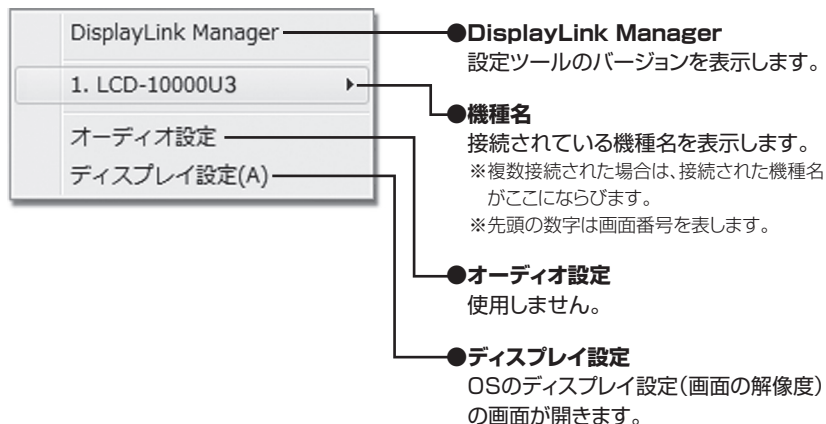 DisplayLink Manager
1. LCD-10000U3
オーディオ設定
ディスプレイ設定(A)
●DisplayLink Manager
設定ツールのバージョンを表示します。
●機種名
接続されている機種名を表示します。
※複数接続された場合は、接続された機種名
がここにならびます。
※先頭の数字は画面番号を表します。
●オーディオ設定
使用しません。
●ディスプレイ設定
OSのディスプレイ設定（画面の解像度）
の画面が開きます。